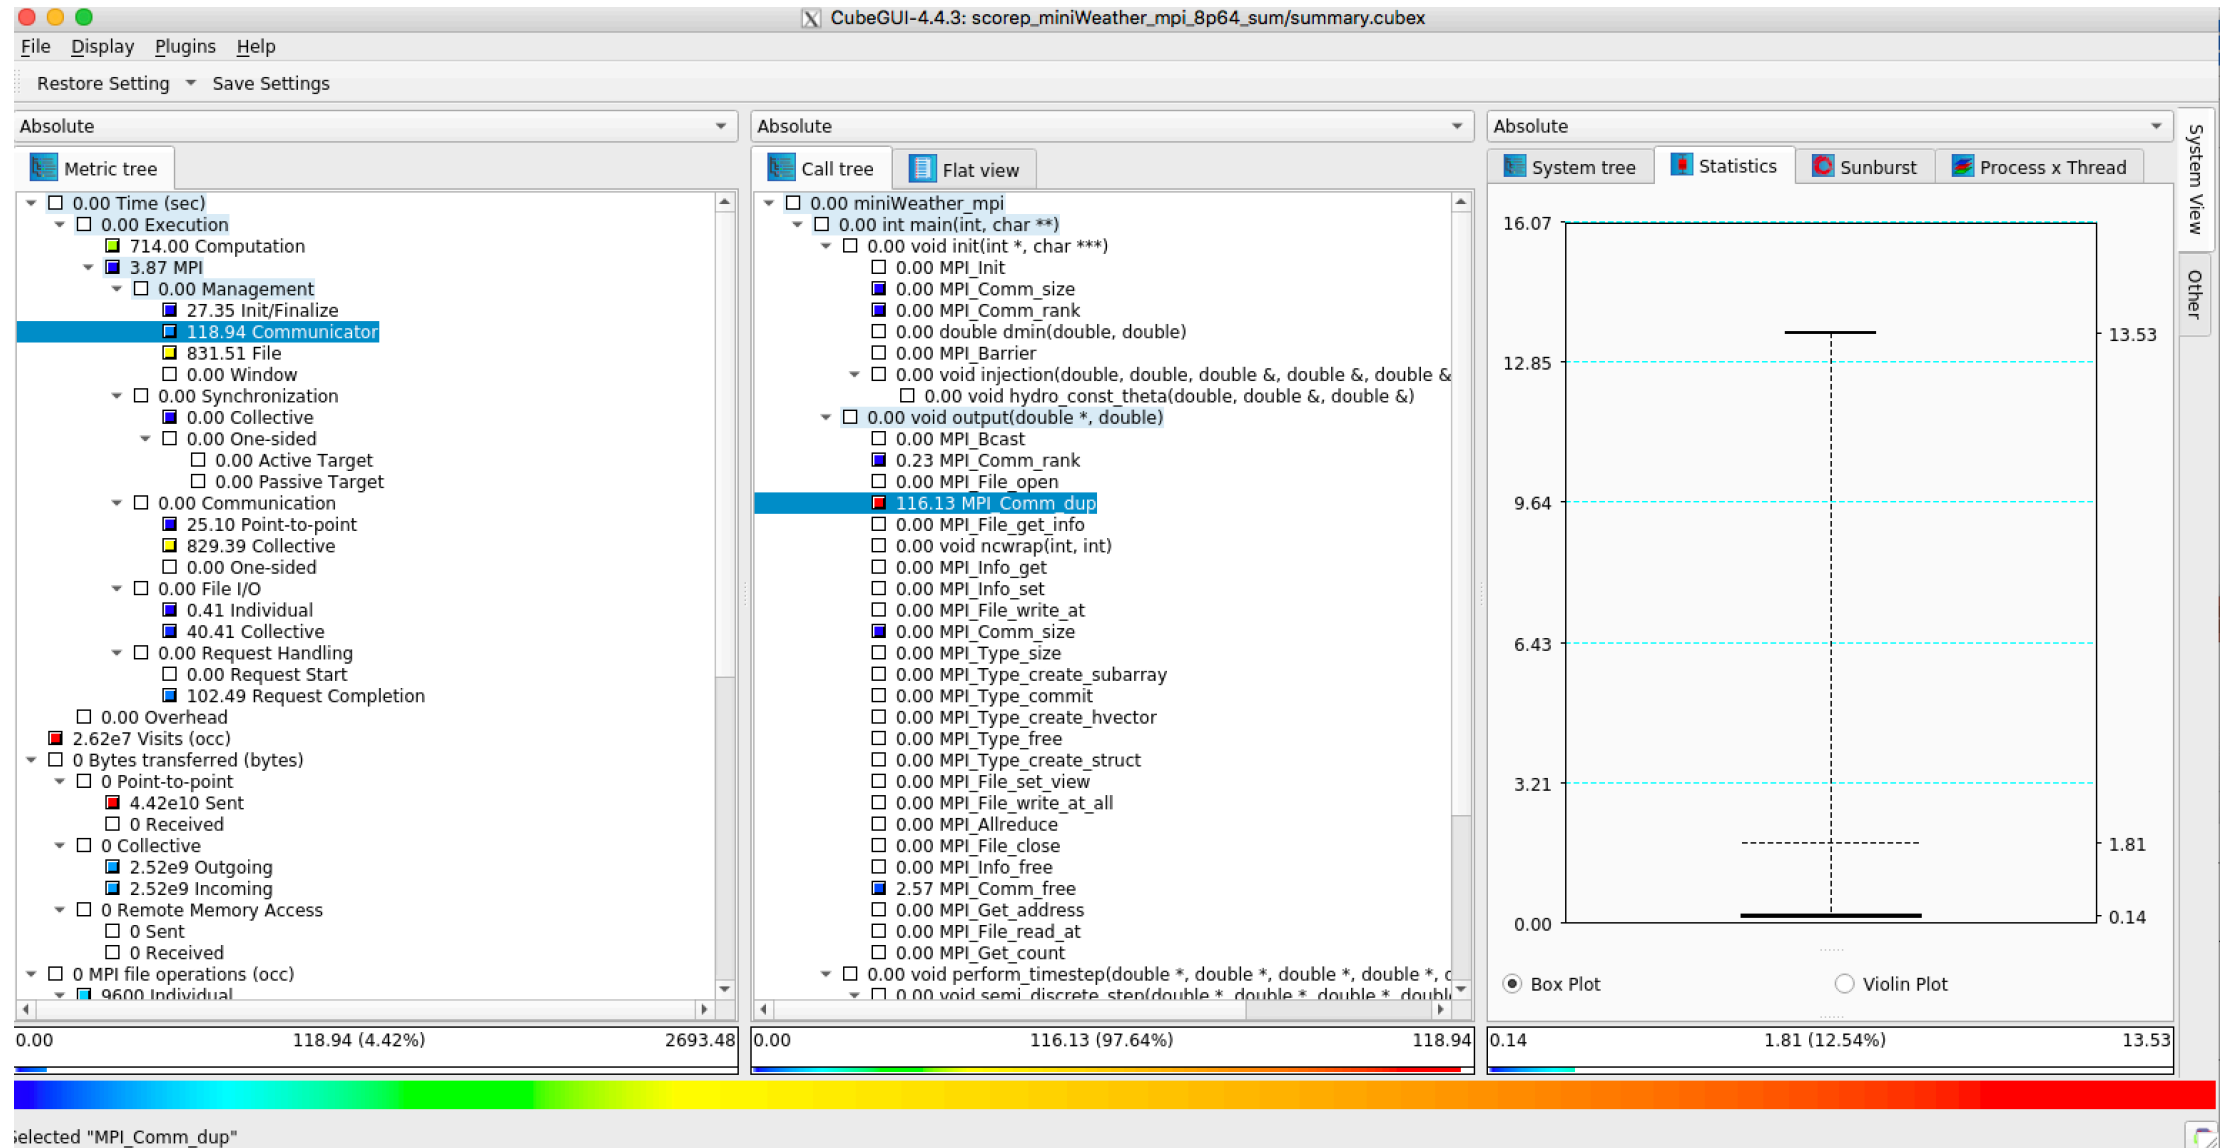 CubeGUI-4.4.3: scorep_miniWeather_mpi_8p64_sum/summary.cubex
File Display Plugins Help
Restore Setting Save Settings
Absolute
Metric tree
0.00 Time (sec)
0.00 Execution
714.00 Computation
3.87 MPI
0.00 Management
27.35 Init/Finalize
118.94 Communicator
831.51 File
0.00 Window
0.00 Synchronization
0.00 Collective
0.00 One-sided
0.00 Active Target
0.00 Passive Target
0.00 Communication
25.10 Point-to-point
829.39 Collective
0.00 One-sided
0.00 File I/O
0.41 Individual
40.41 Collective
0.00 Request Handling
0.00 Request Start
102.49 Request Completion
0.00 Overhead
2.62e7 Visits (occ)
0 Bytes transferred (bytes)
0 Point-to-point
4.42e10 Sent
0 Received
0 Collective
2.52e9 Outgoing
2.52e9 Incoming
0 Remote Memory Access
0 Sent
0 Received
0 MPI file operations (occ)
9600 Individual
0.00 118.94 (4.42%) 2693.48
Absolute
Call tree Flat view
0.00 miniWeather_mpi
0.00 int main(int, char **)
0.00 void init(int *, char ***)
0.00 MPI_Init
0.00 MPI_Comm_size
0.00 MPI_Comm_rank
0.00 double dmin(double, double)
0.00 MPI_Barrier
0.00 void injection(double, double, double &, double &, double &
0.00 void hydro_const_theta(double, double &, double &)
0.00 void output(double *, double)
0.00 MPI_Bcast
0.23 MPI_Comm_rank
0.00 MPI_File_open
116.13 MPI_Comm_dup
0.00 MPI_File_get_info
0.00 void ncwrap(int, int)
0.00 MPI_Info_get
0.00 MPI_Info_set
0.00 MPI_File_write_at
0.00 MPI_Comm_size
0.00 MPI_Type_size
0.00 MPI_Type_create_subarray
0.00 MPI_Type_commit
0.00 MPI_Type_create_hvector
0.00 MPI_Type_free
0.00 MPI_Type_create_struct
0.00 MPI_File_set_view
0.00 MPI_File_write_at_all
0.00 MPI_Allreduce
0.00 MPI_File_close
0.00 MPI_Info_free
2.57 MPI_Comm_free
0.00 MPI_Get_address
0.00 MPI_File_read_at
0.00 MPI_Get_count
0.00 void perform_timestep(double *, double *, double *, double *,
0.00 void semi_discrete_step(double *, double *, double *,
0.00 116.13 (97.64%) 118.94
Absolute
System tree Statistics Sunburst Process x Thread
16.07
13.53
12.85
9.64
6.43
3.21
1.81
0.14
0.00
Box Plot Violin Plot
0.14 1.81 (12.54%) 13.53
System View
Other
Selected "MPI_Comm_dup"